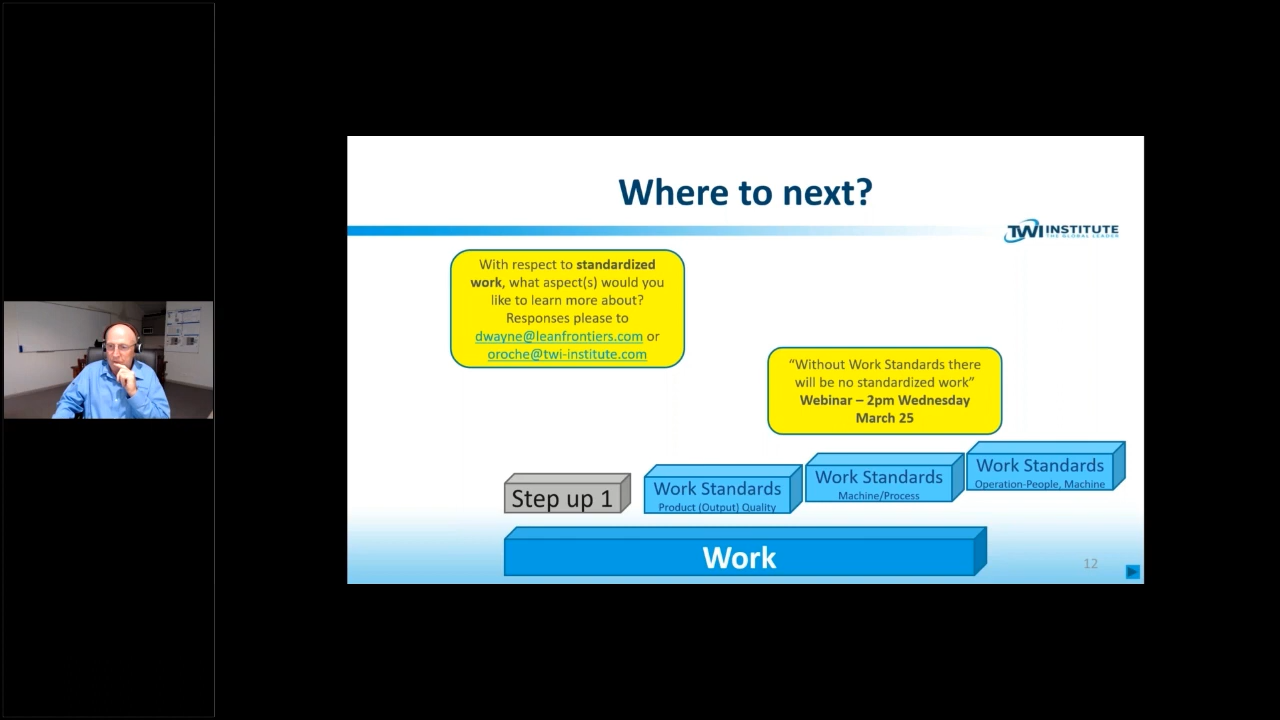 Where to next?
TWI INSTITUTE
THE GLOBAL LEADER
With respect to standardized
work, what aspect(s) would you
like to learn more about?
Responses please to
dwayne@leanfrontiers.com or
oroche@twi-institute.com
“Without Work Standards there
will be no standardized work”
Webinar – 2pm Wednesday
March 25
Step up 1
Work Standards
Product (Output) Quality
Work Standards
Machine/Process
Work Standards
Operation-People, Machine
Work
12